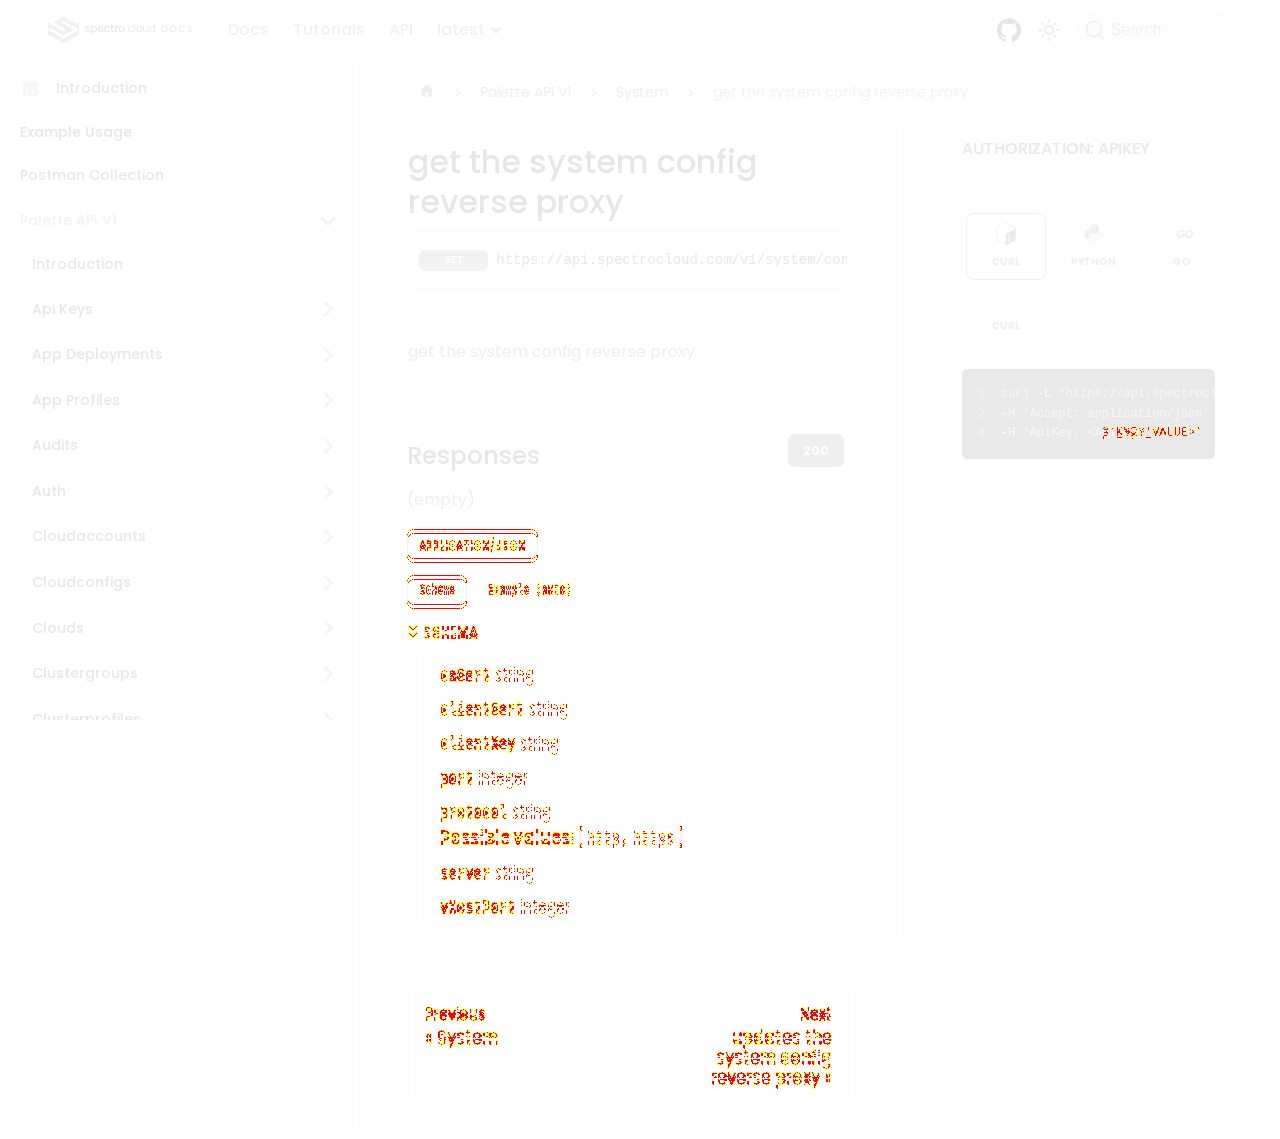 spectro cloud DOCS
Docs Tutorials API latest
Search
Introduction
Example Usage
Postman Collection
Palette API V1
Introduction
Api Keys
App Deployments
App Profiles
Audits
Auth
Cloudaccounts
Cloudconfigs
Clouds
Clustergroups
Clusterprofiles
Palette API V1 > System > get the system config reverse proxy
get the system config
reverse proxy
GET https://api.spectrocloud.com/v1/system/con
get the system config reverse proxy
Responses
200
(empty)
APPLICATION/JSON
Schema Example (auto)
SCHEMA
caCert string
clientCert string
clientKey string
port integer
protocol string
Possible values: [http, https]
server string
vHostPort integer
Previous
« System
Next
updates the
system config
reverse proxy »
AUTHORIZATION: APIKEY
CURL PYTHON GO
CURL
1 curl -L 'https://api.spectrocl
2 -H 'Accept: application/json'
3 -H 'ApiKey: VALUE>'